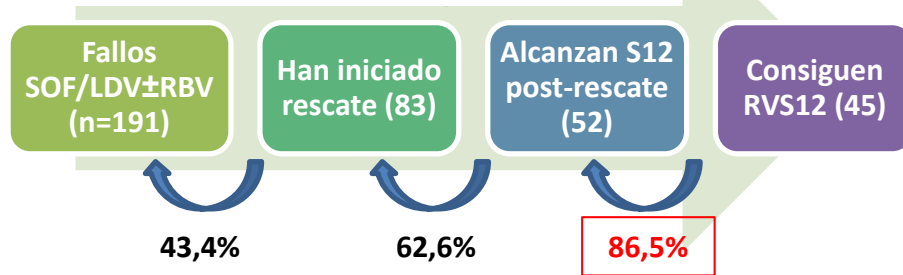 Fallos
SOF/LDV±RBV
(n=191)
Han iniciado
rescate (83)
Alcanzan S12
post-rescate
(52)
Consiguen
RVS12 (45)
43,4%
62,6%
86,5%